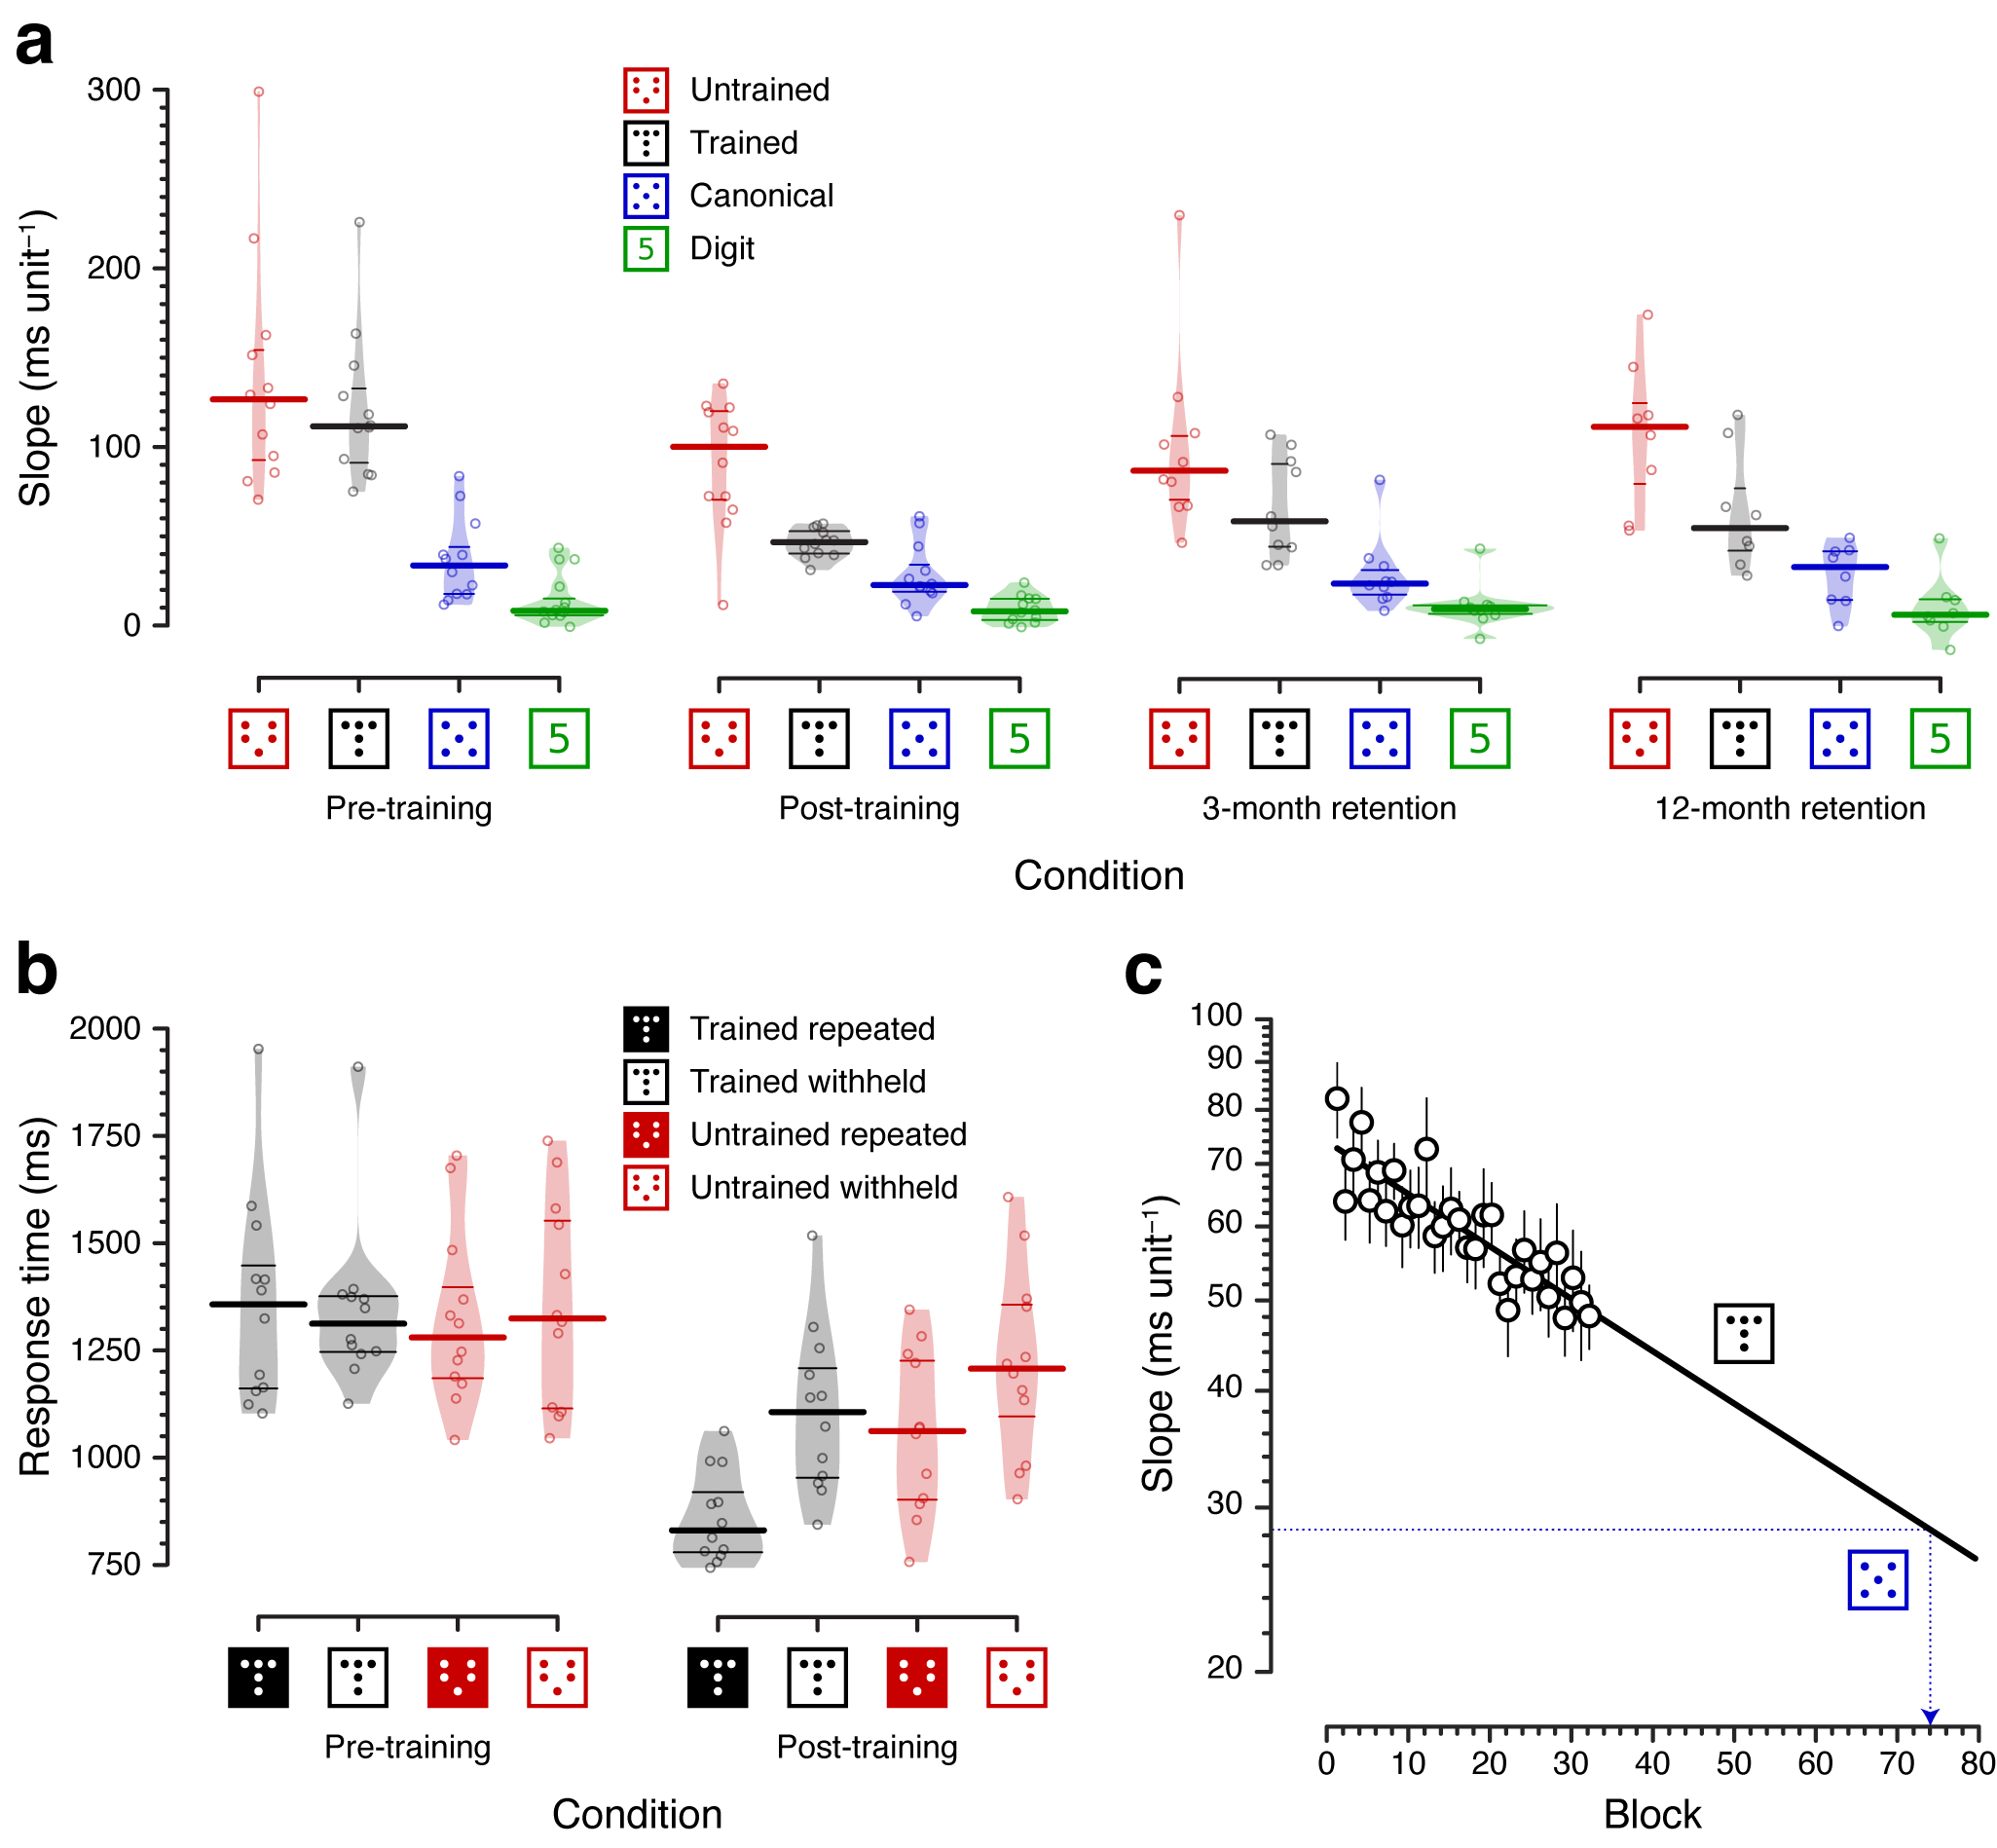 a
300
200
100
0
Slope (ms unit⁻¹)
Untrained
Trained
Canonical
5 Digit
5 5 5 5
Pre-training Post-training 3-month retention 12-month retention
Condition
b
2000
1750
1500
1250
1000
750
Response time (ms)
Trained repeated
Trained withheld
Untrained repeated
Untrained withheld
Pre-training Post-training
Condition
c
100
90
80
70
60
50
40
30
20
Slope (ms unit⁻¹)
0 10 20 30 40 50 60 70 80
Block